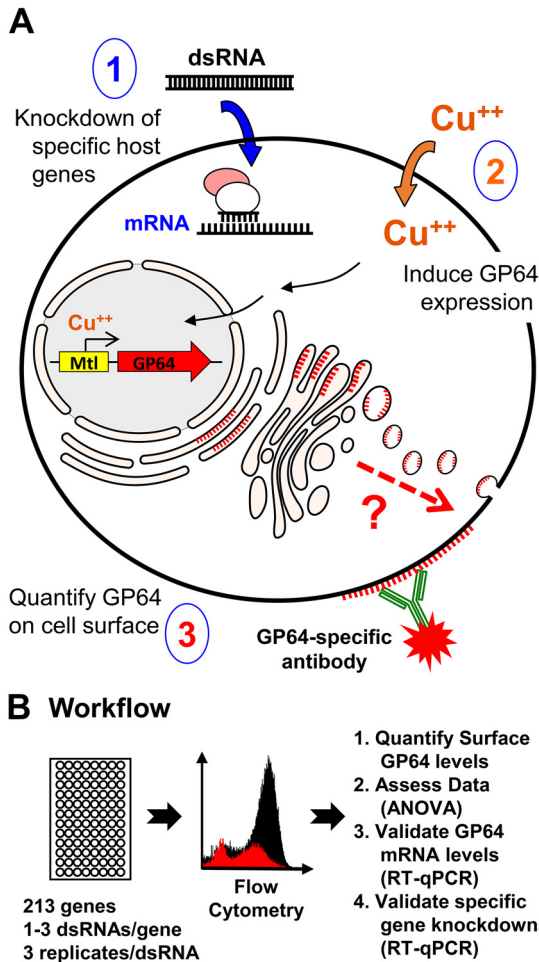 A
1
dsRNA
Knockdown of
specific host
genes
Cu++
2
mRNA
Cu++
Induce GP64
expression
Cu++
Mtl
GP64
?
Quantify GP64
on cell surface
3
GP64-specific
antibody
B Workflow
213 genes
1-3 dsRNAs/gene
3 replicates/dsRNA
Flow
Cytometry
1. Quantify Surface
GP64 levels
2. Assess Data
(ANOVA)
3. Validate GP64
mRNA levels
(RT-qPCR)
4. Validate specific
gene knockdown
(RT-qPCR)